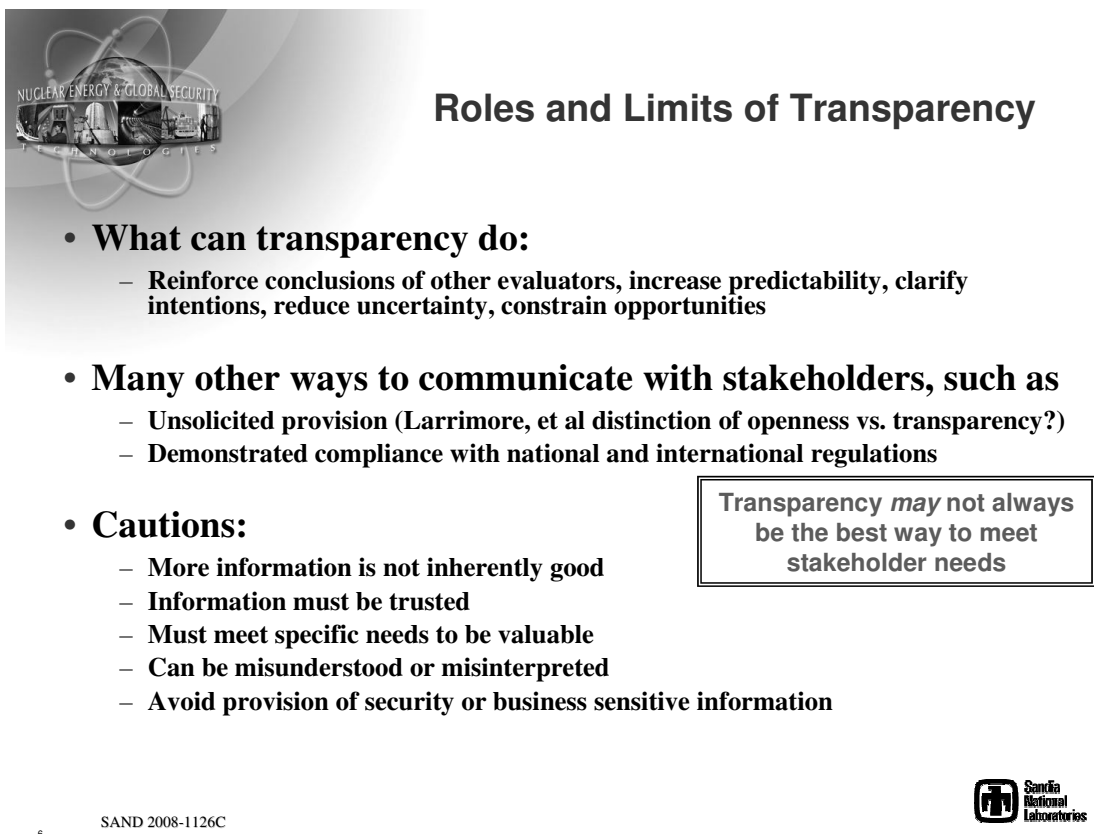 NUCLEAR ENERGY & GLOBAL SECURITY
TECHNOLOGIES
Roles and Limits of Transparency
• What can transparency do:
– Reinforce conclusions of other evaluators, increase predictability, clarify
intentions, reduce uncertainty, constrain opportunities
• Many other ways to communicate with stakeholders, such as
– Unsolicited provision (Larrimore, et al distinction of openness vs. transparency?)
– Demonstrated compliance with national and international regulations
Transparency may not always
be the best way to meet
stakeholder needs
• Cautions:
– More information is not inherently good
– Information must be trusted
– Must meet specific needs to be valuable
– Can be misunderstood or misinterpreted
– Avoid provision of security or business sensitive information
Sandia
National
Laboratories
SAND 2008-1126C
6